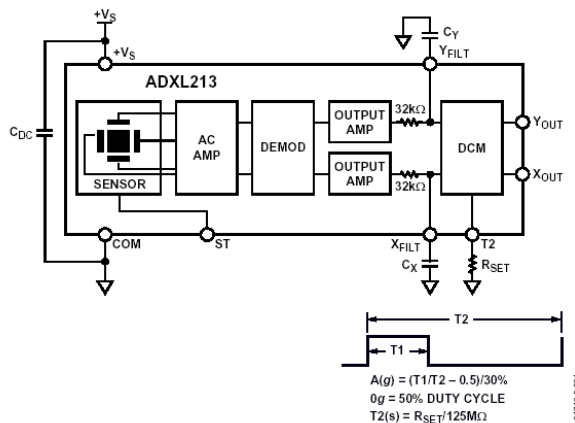 +VS
CY
YFILT
+VS
ADXL213
CDC
SENSOR
AC
AMP
DEMOD
OUTPUT
AMP
32kΩ
OUTPUT
AMP
32kΩ
DCM
YOUT
XOUT
COM
ST
XFILT
T2
CX
RSET
T2
T1
A(g) = (T1/T2 – 0.5)/30%
0g = 50% DUTY CYCLE
T2(s) = RSET/125MΩ